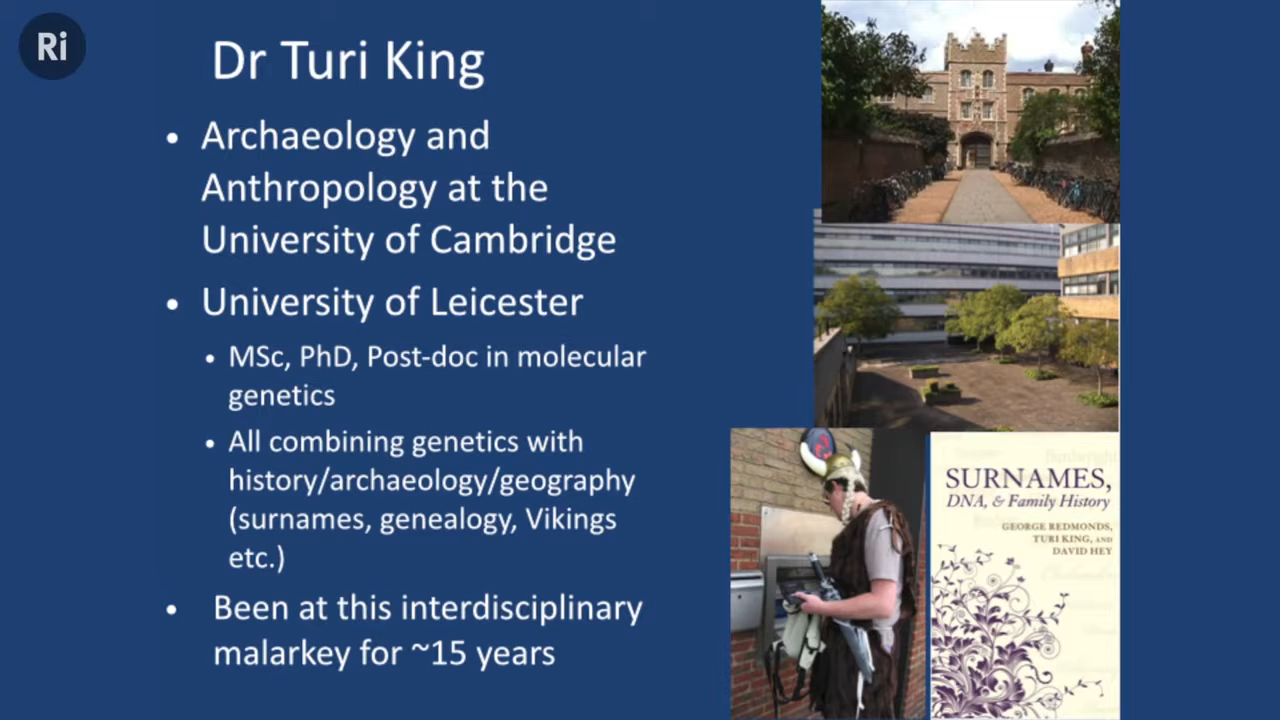 Ri
Dr Turi King
• Archaeology and
Anthropology at the
University of Cambridge
• University of Leicester
• MSc, PhD, Post-doc in molecular
genetics
• All combining genetics with
history/archaeology/geography
(surnames, genealogy, Vikings
etc.)
• Been at this interdisciplinary
malarkey for ~15 years
SURNAMES,
DNA, & Family History
GEORGE REDMONDS,
TURI KING, AND
DAVID HEY